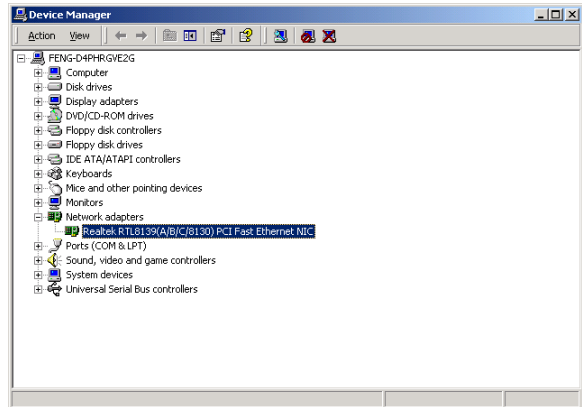 Device Manager
Action View
FENG-D4PHRGVE2G
Computer
Disk drives
Display adapters
DVD/CD-ROM drives
Floppy disk controllers
Floppy disk drives
IDE ATA/ATAPI controllers
Keyboards
Mice and other pointing devices
Monitors
Network adapters
Realtek RTL8139(A/B/C/8130) PCI Fast Ethernet NIC
Ports (COM & LPT)
Sound, video and game controllers
System devices
Universal Serial Bus controllers